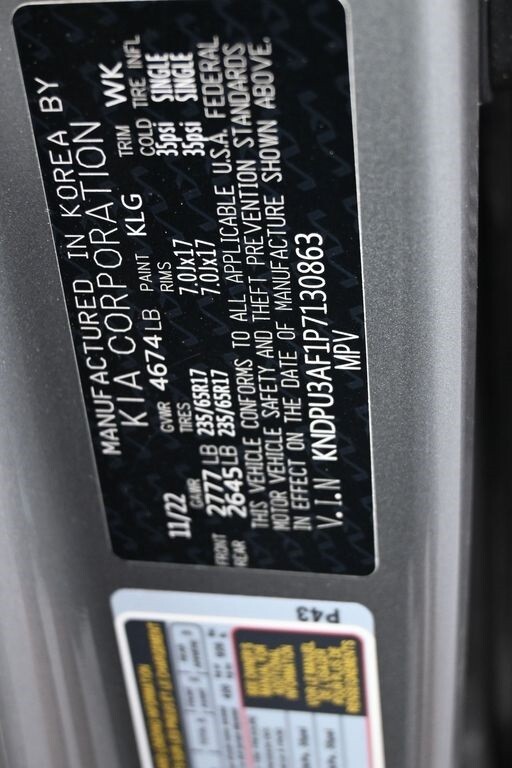 MANUFACTURED IN KOREA BY
KIA CORPORATION
11/22 GVWR 4674LB PAINT KLG TRIM WK
GAWR TIRES RIMS COLD TIRE INFL
FRONT 2777LB 235/65R17 7.0Jx17 35psi SINGLE
REAR 2645LB 235/65R17 7.0Jx17 35psi SINGLE
THIS VEHICLE CONFORMS TO ALL APPLICABLE U.S.A. FEDERAL
MOTOR VEHICLE SAFETY AND THEFT PREVENTION STANDARDS
IN EFFECT ON THE DATE OF MANUFACTURE SHOWN ABOVE.
V.I.N KNDPU3AF1P7130863
MPV
P43